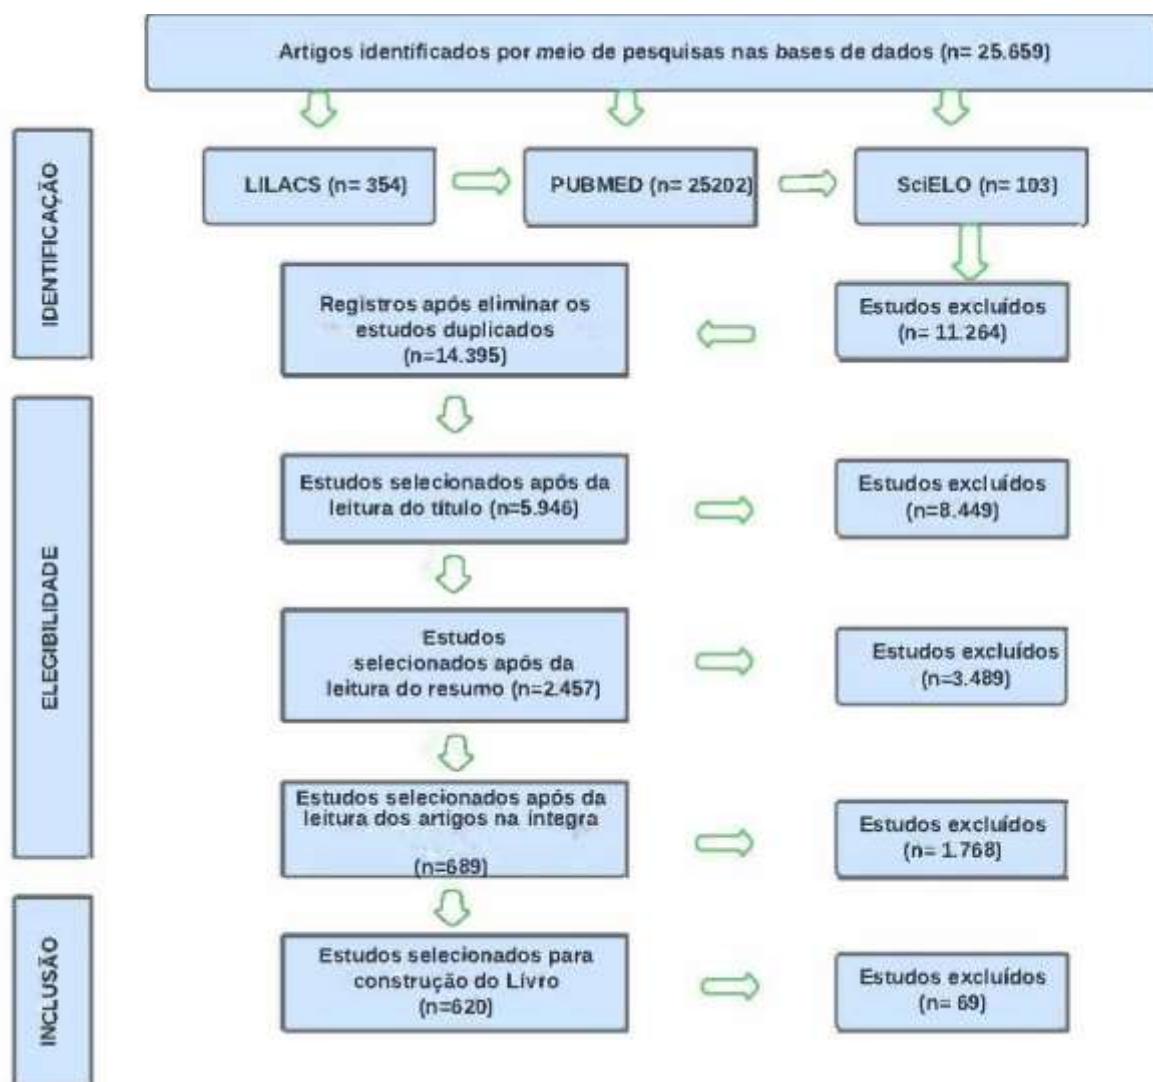 Artigos identificados por meio de pesquisas nas bases de dados (n= 25.659)
IDENTIFICAÇÃO
LILACS (n= 354)
PUBMED (n= 25202)
SciELO (n= 103)
Registros após eliminar os
estudos duplicados
(n=14.395)
Estudos excluídos
(n= 11.264)
ELEGIBILIDADE
Estudos selecionados após da
leitura do título (n=5.946)
Estudos excluídos
(n=8.449)
Estudos
selecionados após da
leitura do resumo (n=2.457)
Estudos excluídos
(n=3.489)
Estudos selecionados após da
leitura dos artigos na íntegra
(n=689)
Estudos excluídos
(n= 1.768)
INCLUSÃO
Estudos selecionados para
construção do Livro
(n=620)
Estudos excluídos
(n= 69)